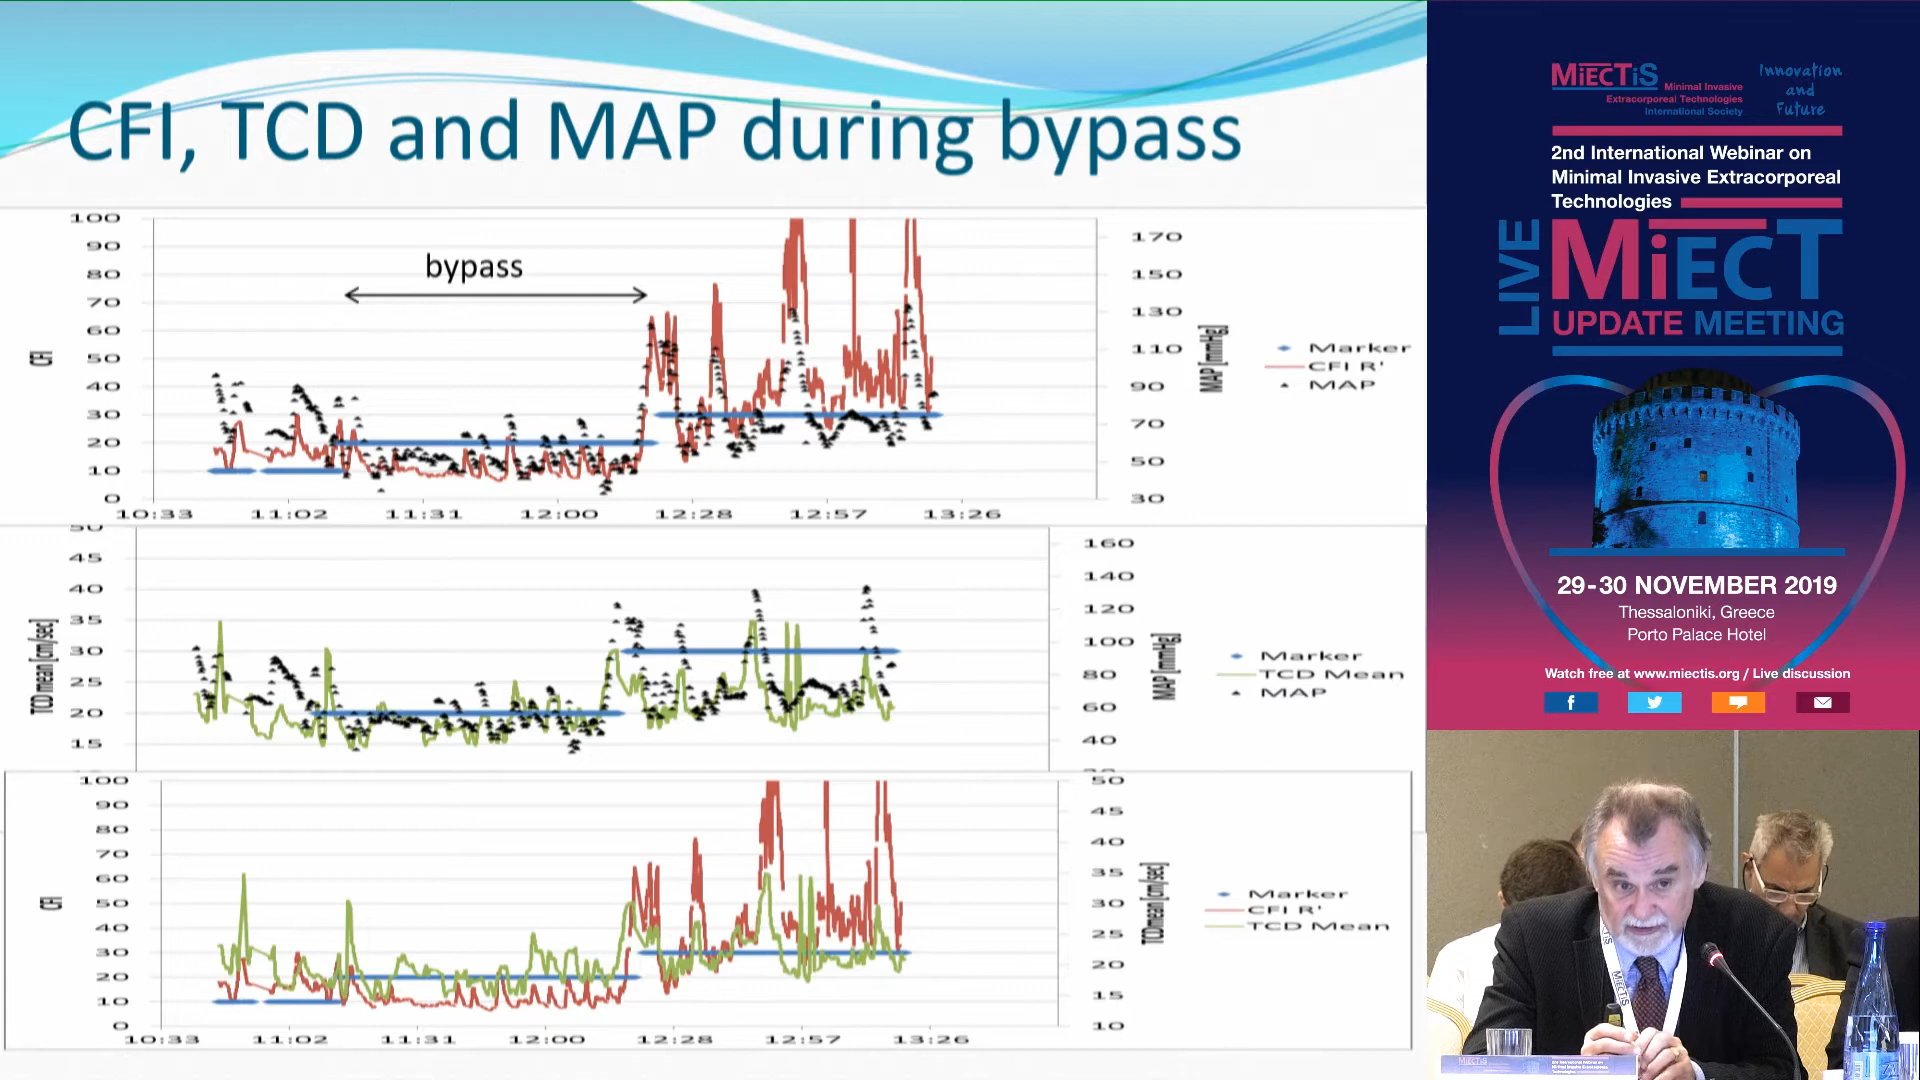 CFI, TCD and MAP during bypass
100
90
80
70
60
50
40
30
20
10
0
CFI
bypass
170
150
130
110
90
70
50
30
MAP [mmHg]
Marker
CFI R'
MAP
10:33 11:02 11:31 12:00 12:28 12:57 13:26
50
45
40
35
30
25
20
15
TCD mean [cm/sec]
160
140
120
100
80
60
40
MAP [mmHg]
Marker
TCD Mean
MAP
100
90
80
70
60
50
40
30
20
10
0
CFI
50
45
40
35
30
25
20
15
10
TCDmean [cm/sec]
Marker
CFI R'
TCD Mean
10:33 11:02 11:31 12:00 12:28 12:57 13:26
MiECTiS
Minimal Invasive
Extracorporeal Technologies
International Society
Innovation
and
Future
2nd International Webinar on
Minimal Invasive Extracorporeal
Technologies
LIVE
MiECT
UPDATE MEETING
29-30 NOVEMBER 2019
Thessaloniki, Greece
Porto Palace Hotel
Watch free at www.miectis.org / Live discussion
f
MiECTiS